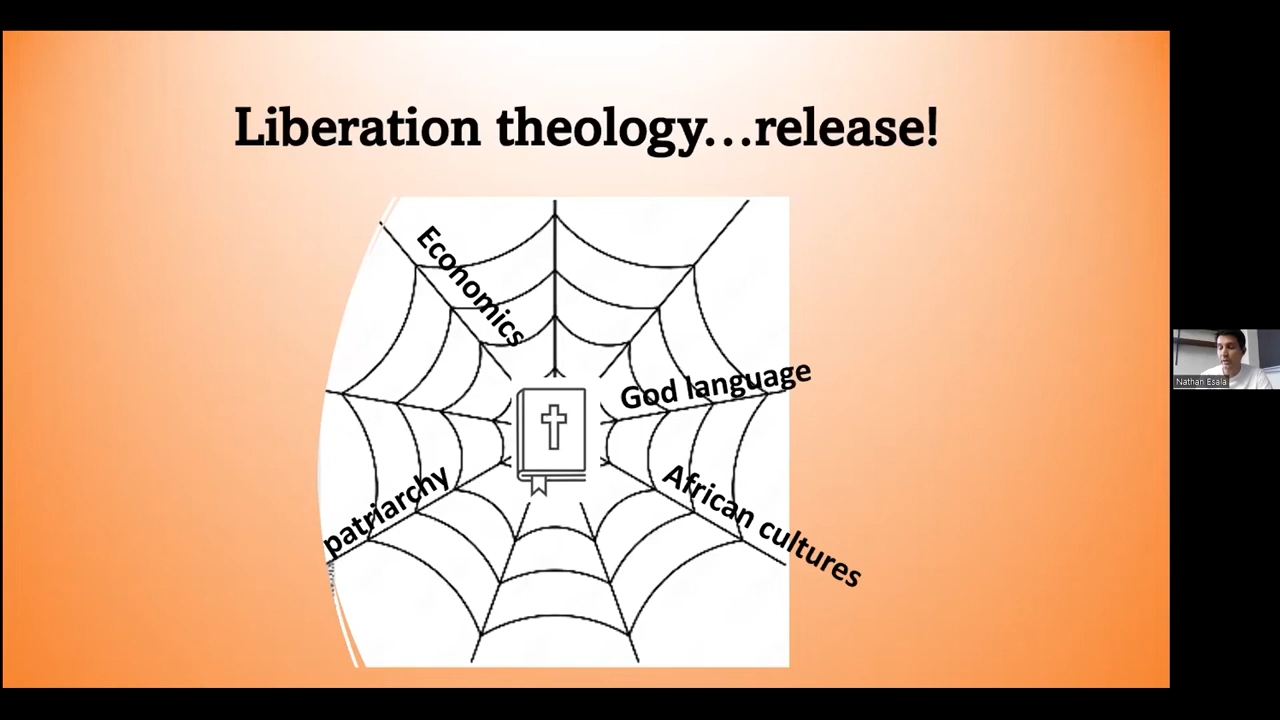 Liberation theology...release!
Economics
God language
patriarchy
African cultures
Nathan Esala